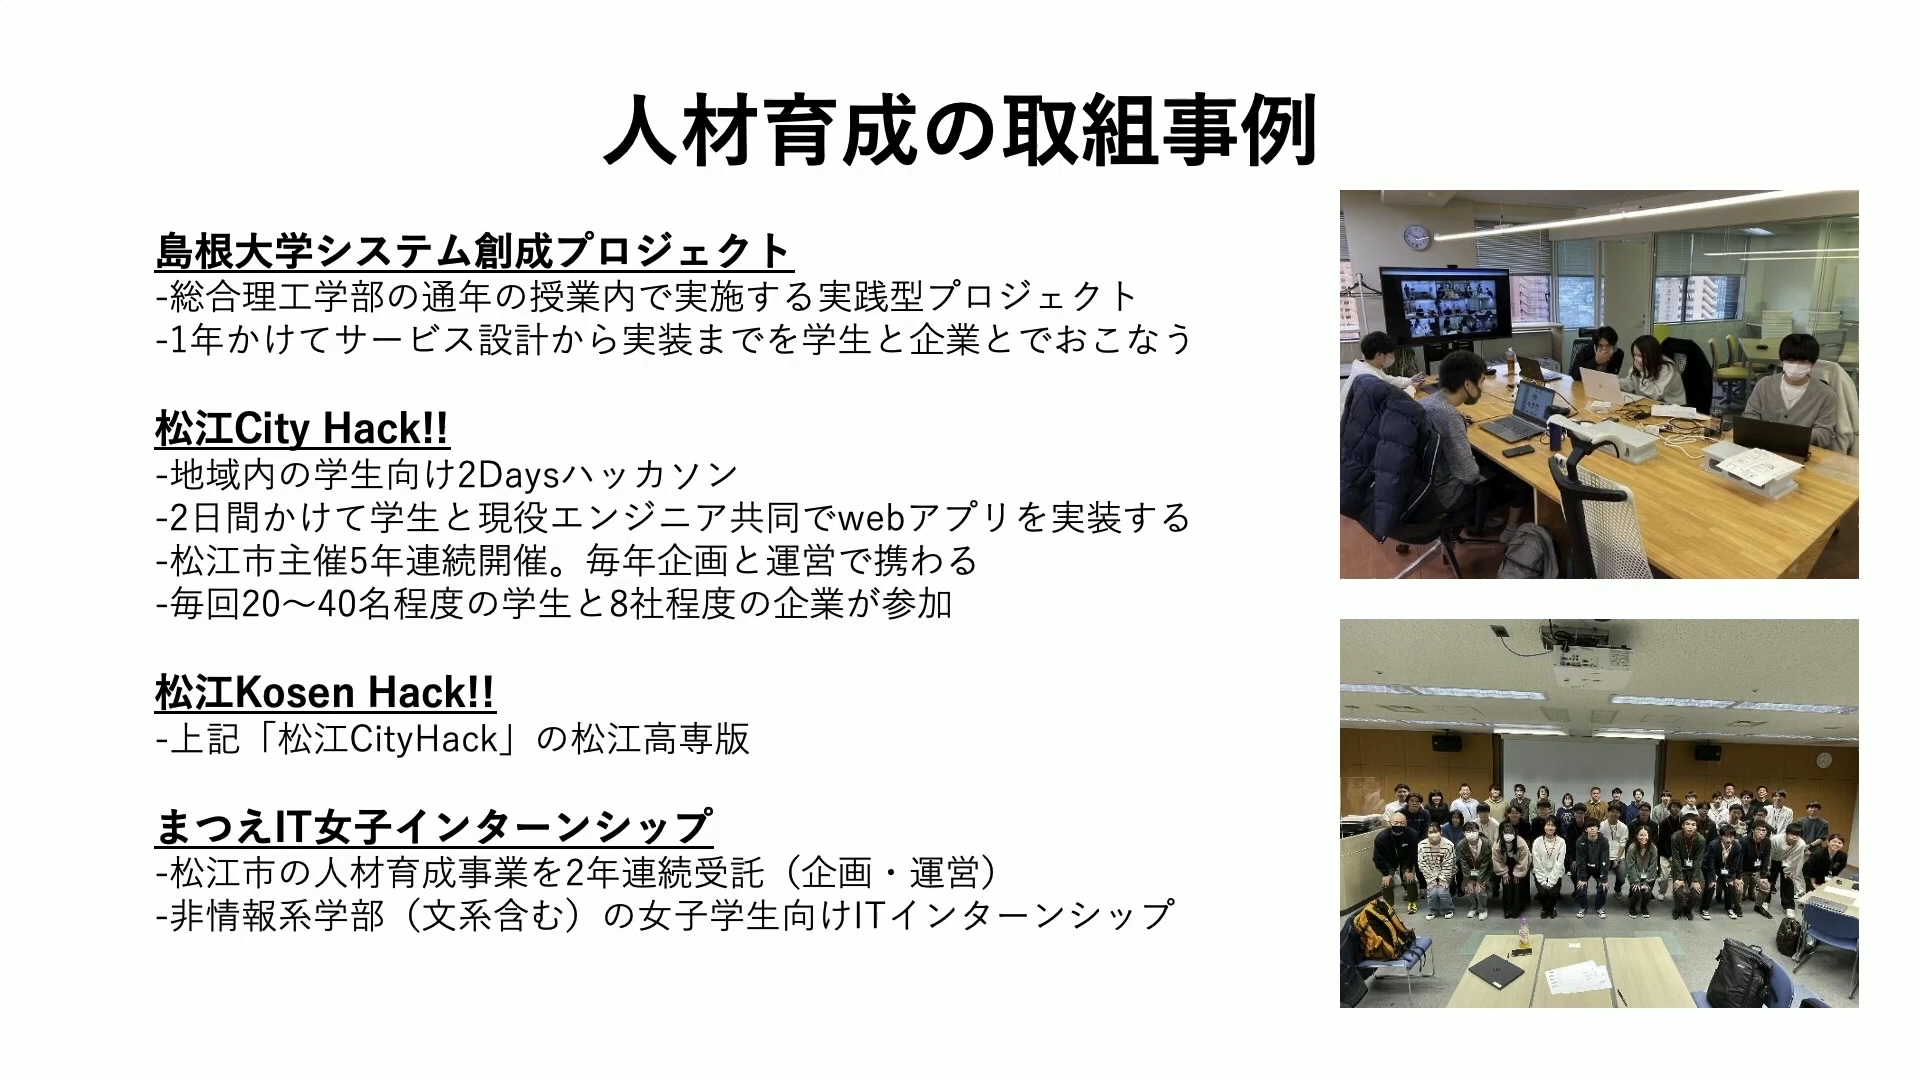 人材育成の取組事例
島根大学システム創成プロジェクト
-総合理工学部の通年の授業内で実施する実践型プロジェクト
-1年かけてサービス設計から実装までを学生と企業とでおこなう
松江City Hack!!
-地域内の学生向け2Daysハッカソン
-2日間かけて学生と現役エンジニア共同でwebアプリを実装する
-松江市主催5年連続開催。毎年企画と運営で携わる
-毎回20〜40名程度の学生と8社程度の企業が参加
松江Kosen Hack!!
-上記「松江CityHack」の松江高専版
まつえIT女子インターンシップ
-松江市の人材育成事業を2年連続受託（企画・運営）
-非情報系学部（文系含む）の女子学生向けITインターンシップ